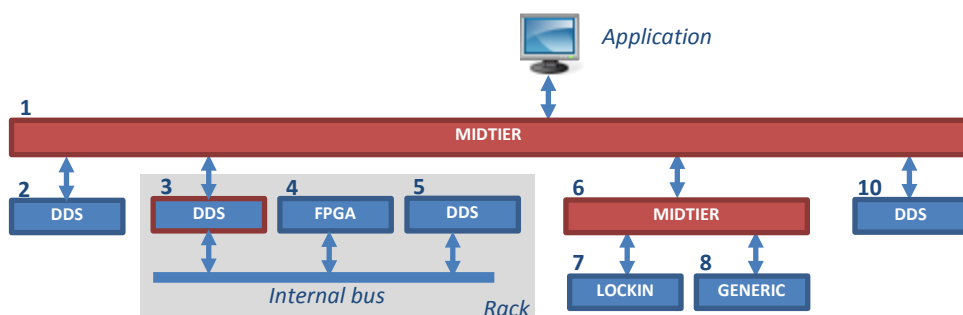 Application
1
MIDTIER
2
DDS
3
DDS
4
FPGA
5
DDS
6
MIDTIER
10
DDS
7
LOCKIN
8
GENERIC
Internal bus
Rack